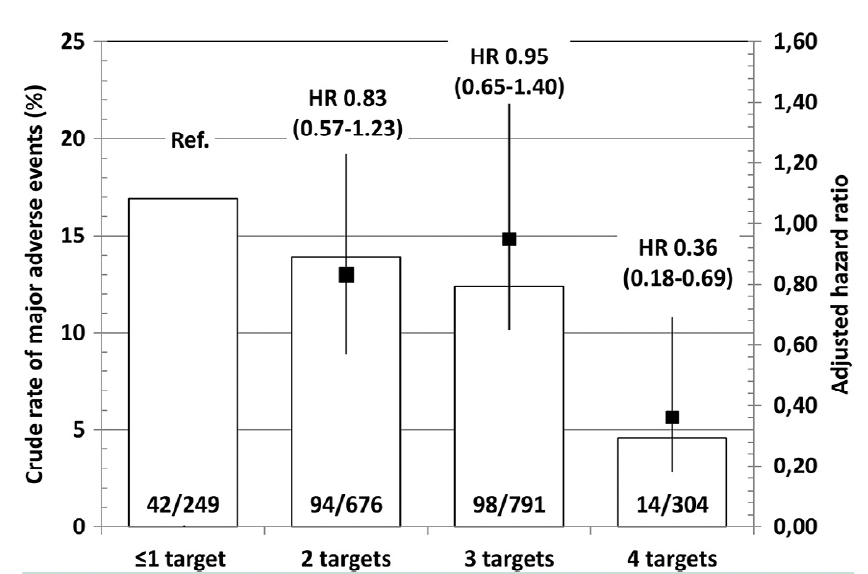 Crude rate of major adverse events (%)
25
20
15
10
5
0
1,60
1,40
1,20
1,00
0,80
0,60
0,40
0,20
0,00
Adjusted hazard ratio
Ref.
HR 0.83
(0.57-1.23)
HR 0.95
(0.65-1.40)
HR 0.36
(0.18-0.69)
42/249
94/676
98/791
14/304
≤1 target
2 targets
3 targets
4 targets